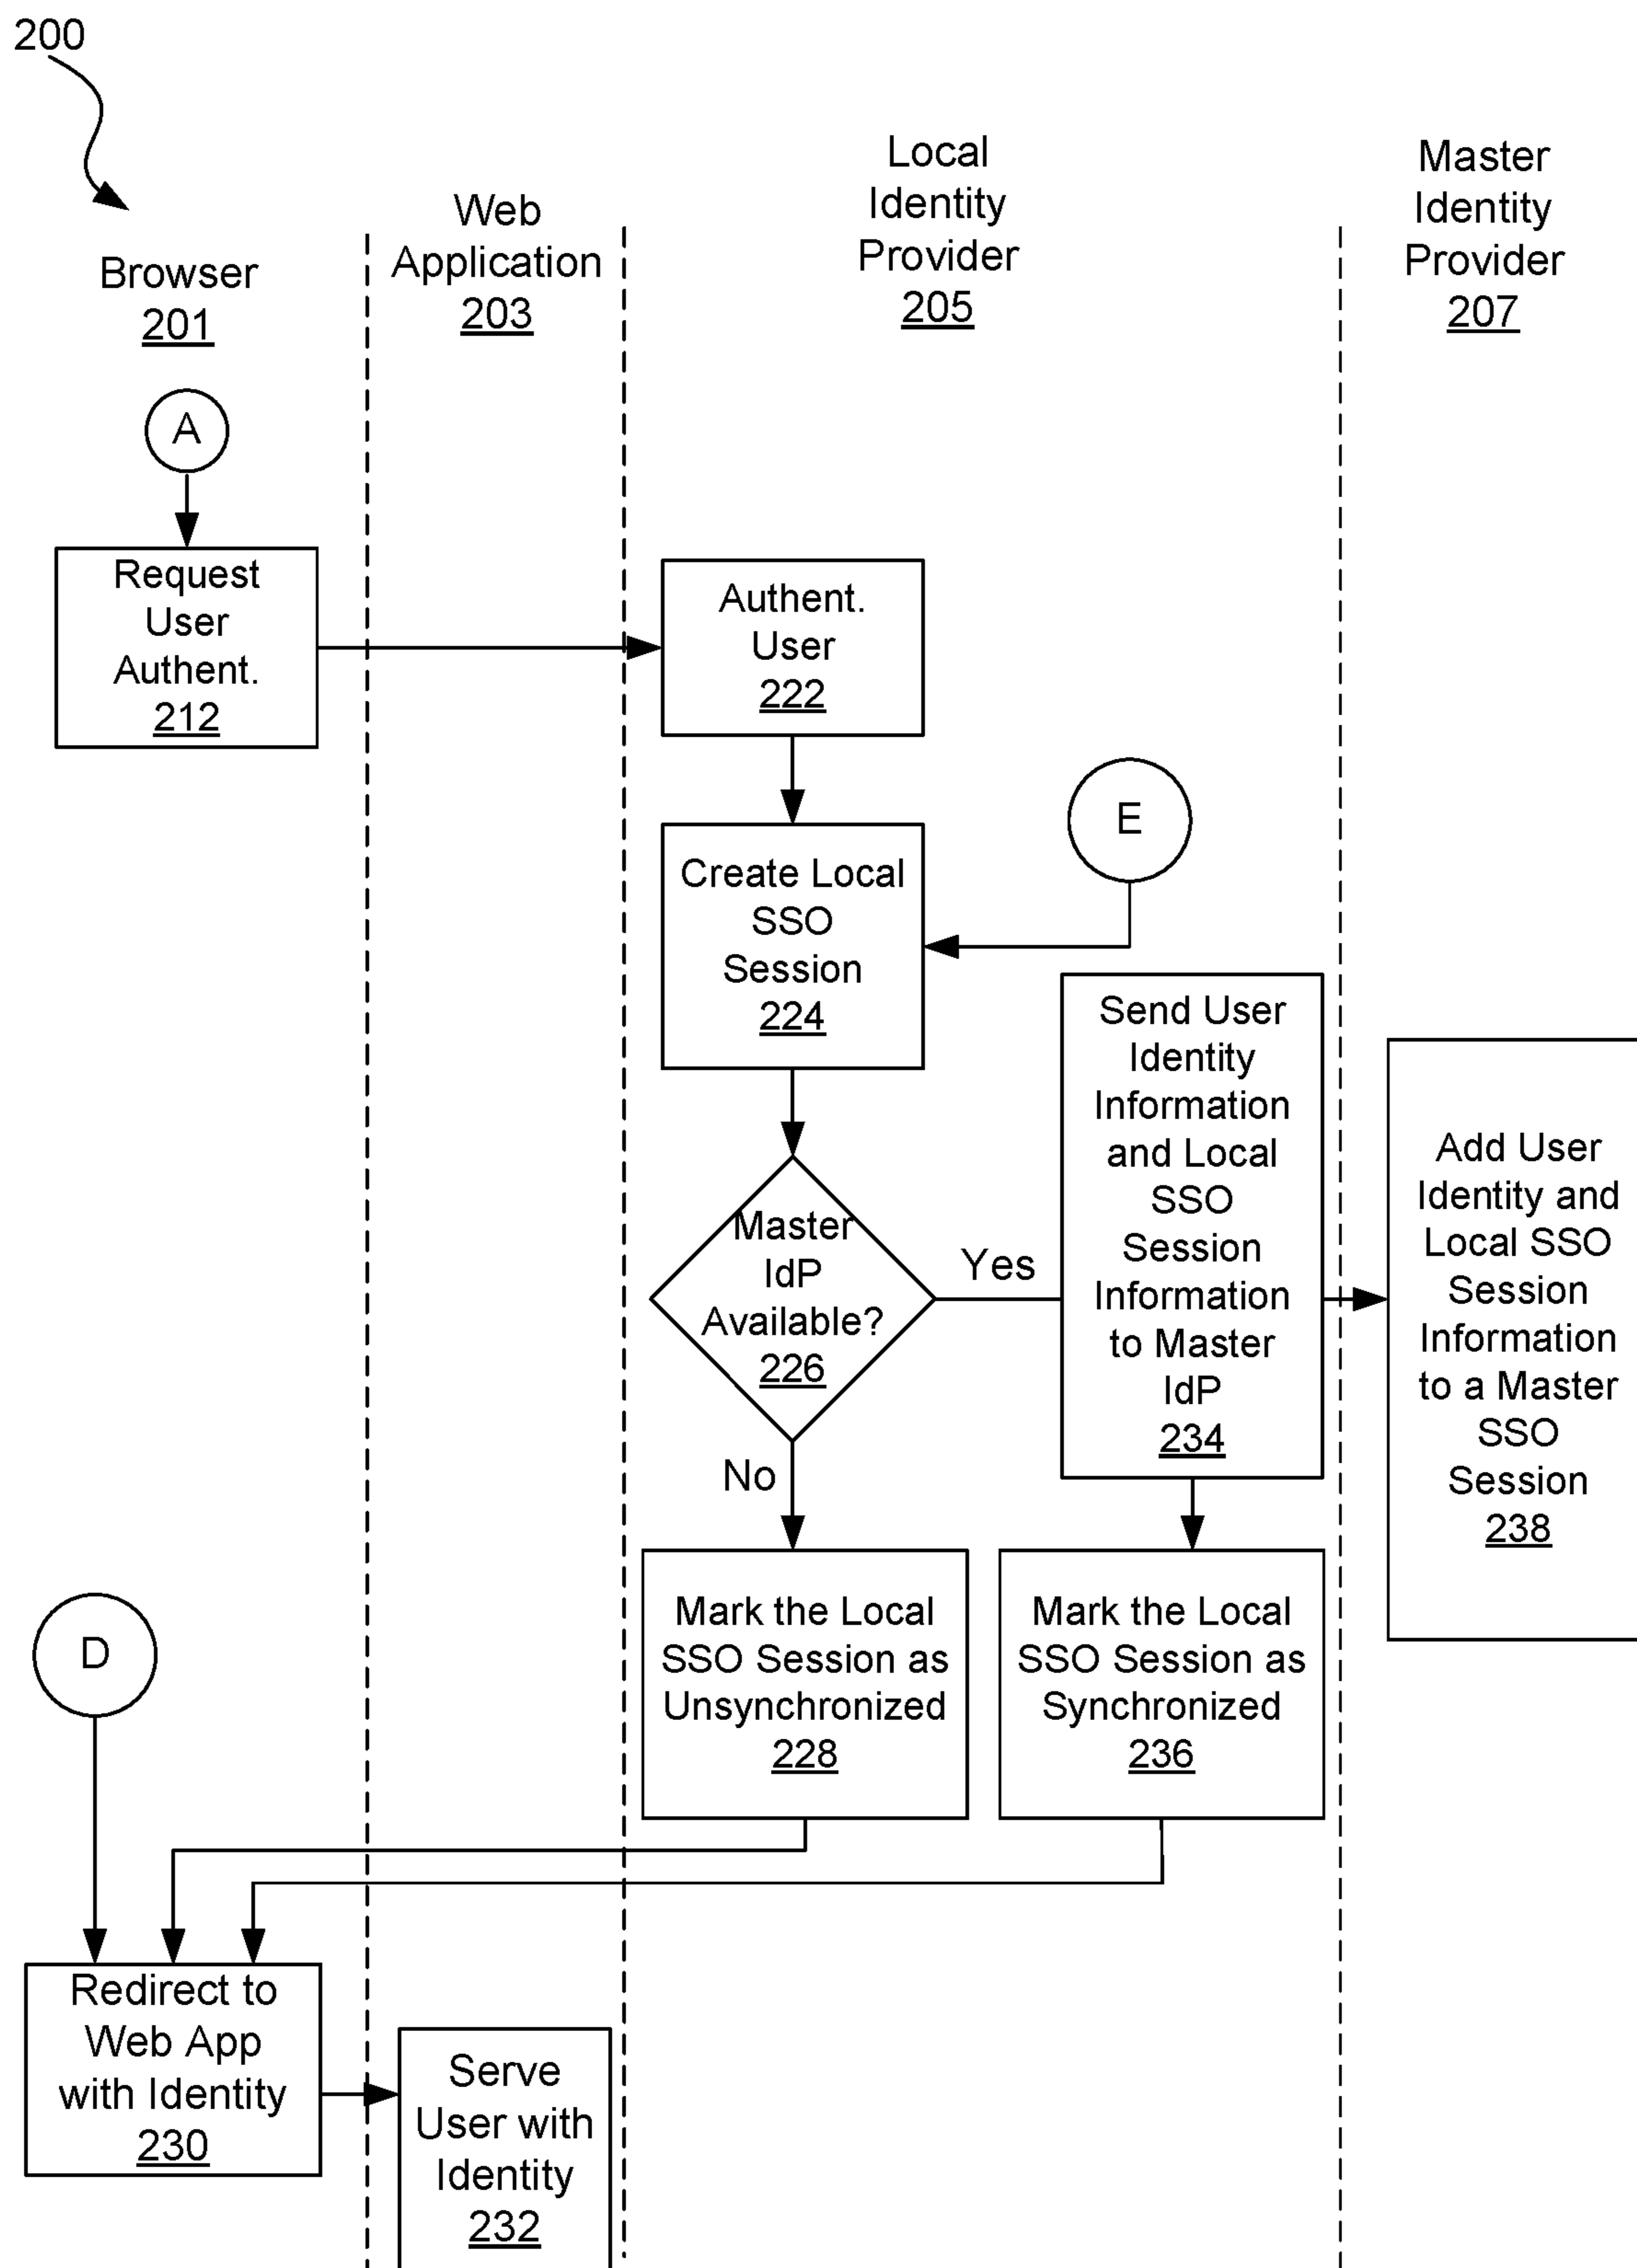 200
Browser
201
Web
Application
203
Local
Identity
Provider
205
Master
Identity
Provider
207
A
Request
User
Authent.
212
Authent.
User
222
E
Create Local
SSO
Session
224
Send User
Identity
Information
and Local
SSO
Session
Information
to Master
IdP
234
Add User
Identity and
Local SSO
Session
Information
to a Master
SSO
Session
238
Master
IdP
Available?
226
Yes
No
Mark the Local
SSO Session as
Unsynchronized
228
Mark the Local
SSO Session as
Synchronized
236
D
Redirect to
Web App
with Identity
230
Serve
User with
Identity
232